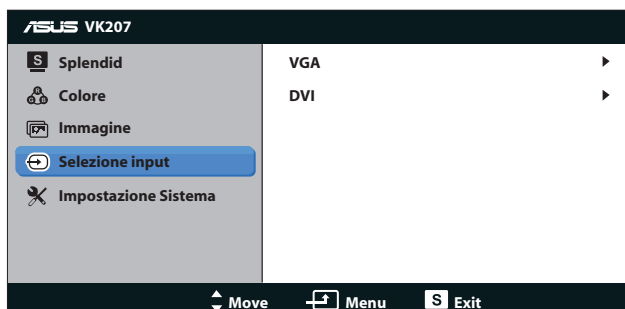 ASUS VK207
S Splendid
Colore
Immagine
Selezione input
Impostazione Sistema
VGA
DVI
Move Menu S Exit